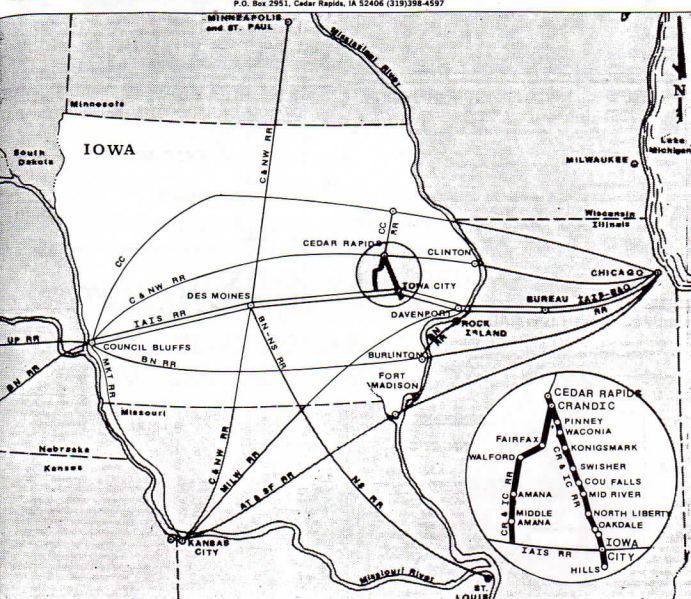 P.O. Box 2951, Cedar Rapids, IA 52406 (319)398-4597
MINNEAPOLIS
and ST. PAUL
Mississippi River
N
Minnesota
Lake
Michigan
IOWA
South
Dakota
C & NW RR
MILWAUKEE
Wisconsin
Illinois
CC
RR
CEDAR RAPIDS
CLINTON
CC
C & NW RR
IOWA CITY
CHICAGO
DES MOINES
DAVENPORT
BUREAU
IAIS-B&O
RR
IAIS RR
ROCK
ISLAND
UP RR
COUNCIL BLUFFS
BN-NS RR
BN RR
BN RR
BURLINTON
BN RR
MKT RR
FORT
MADISON
Missouri
C & NW RR
MILW RR
AT & SF RR
N& RR
Nebraska
Kansas
KANSAS
CITY
Missouri River
ST.
LOUIS
CEDAR RAPIDS
CRANDIC
PINNEY
WACONIA
FAIRFAX
KONIGSMARK
WALFORD
CR & IC RR
SWISHER
COU FALLS
AMANA
MID RIVER
CR & IC RR
MIDDLE
AMANA
NORTH LIBERTY
OAKDALE
IAIS RR
IOWA
CITY
HILLS